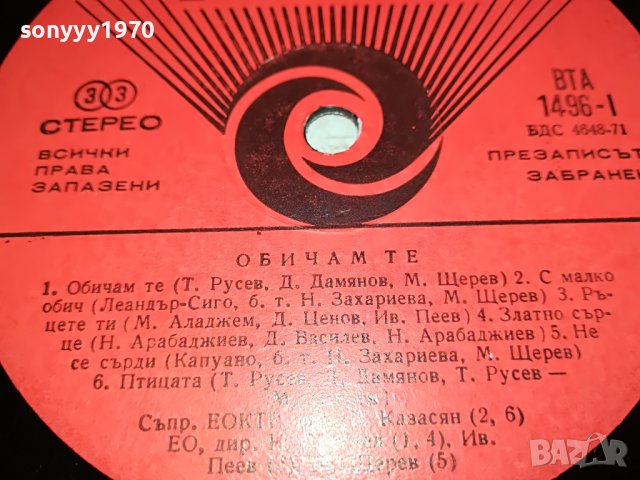 sonyyy1970
33
СТЕРЕО
ВСИЧКИ
ПРАВА
ЗАПАЗЕНИ
ВТА
1496-I
БДС 4648-71
ПРЕЗАПИСЪТ
ЗАБРАНЕН
ОБИЧАМ ТЕ
1. Обичам те (Т. Русев, Д. Дамянов, М. Щерев) 2. С малко
обич (Леандър-Сиго, б. т. Н. Захариева, М. Щерев) 3. Ръ-
цете ти (М. Аладжем, Д. Ценов, Ив. Пеев) 4. Златно сър-
це (Н. Арабаджиев, Д. Василев, Н. Арабаджиев) 5. Не
се сърди (Капуано, б. т. Н. Захариева, М. Щерев)
6. Птицата (Т. Русев, Д. Дамянов, Т. Русев —
М.
Съпр. ЕОКТР Казасян (2, 6)
ЕО, дир. (1, 4), Ив.
Пеев Щерев (5)
BAZAR
bg